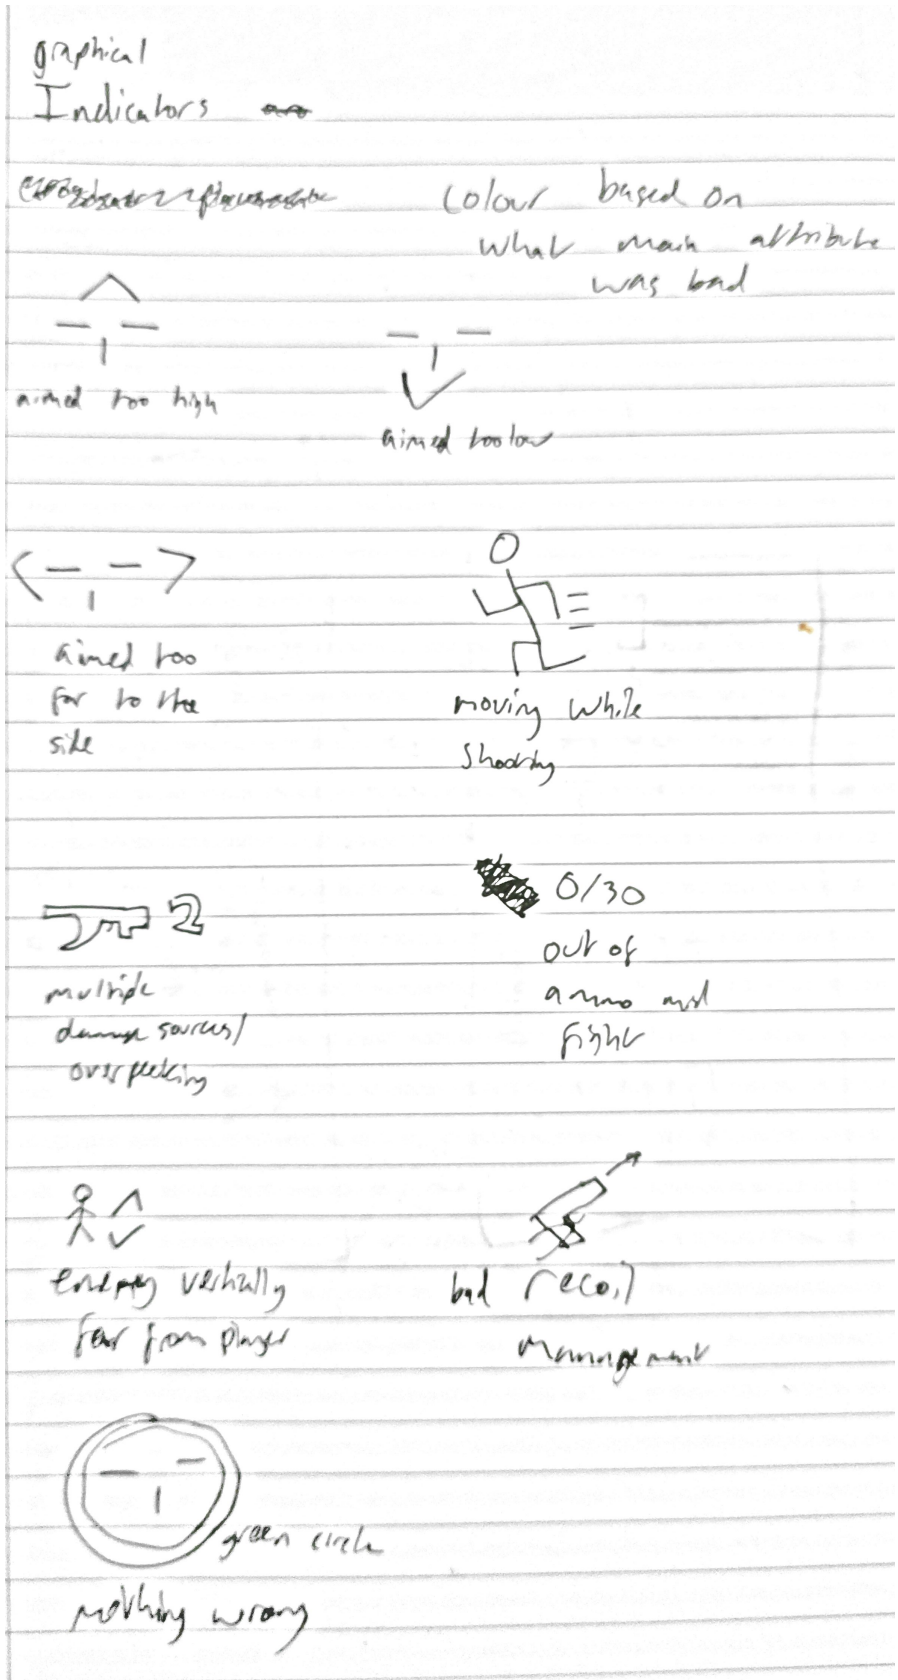 graphical
Indicators
Colour based on
what main attribute
was bad
aimed too high
aimed too low
aimed too
far to the
side
moving while
shooting
2
0/30
multiple
damage sources/
overpeeking
out of
ammo mid
fight
enemy vertically
far from player
bad recoil
management
green circle
nothing wrong